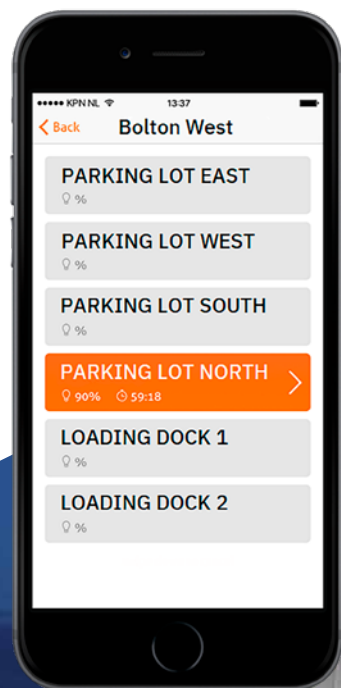 KPN NL 13:37
Back Bolton West
PARKING LOT EAST
%
PARKING LOT WEST
%
PARKING LOT SOUTH
%
PARKING LOT NORTH
90% 59:18
LOADING DOCK 1
%
LOADING DOCK 2
%